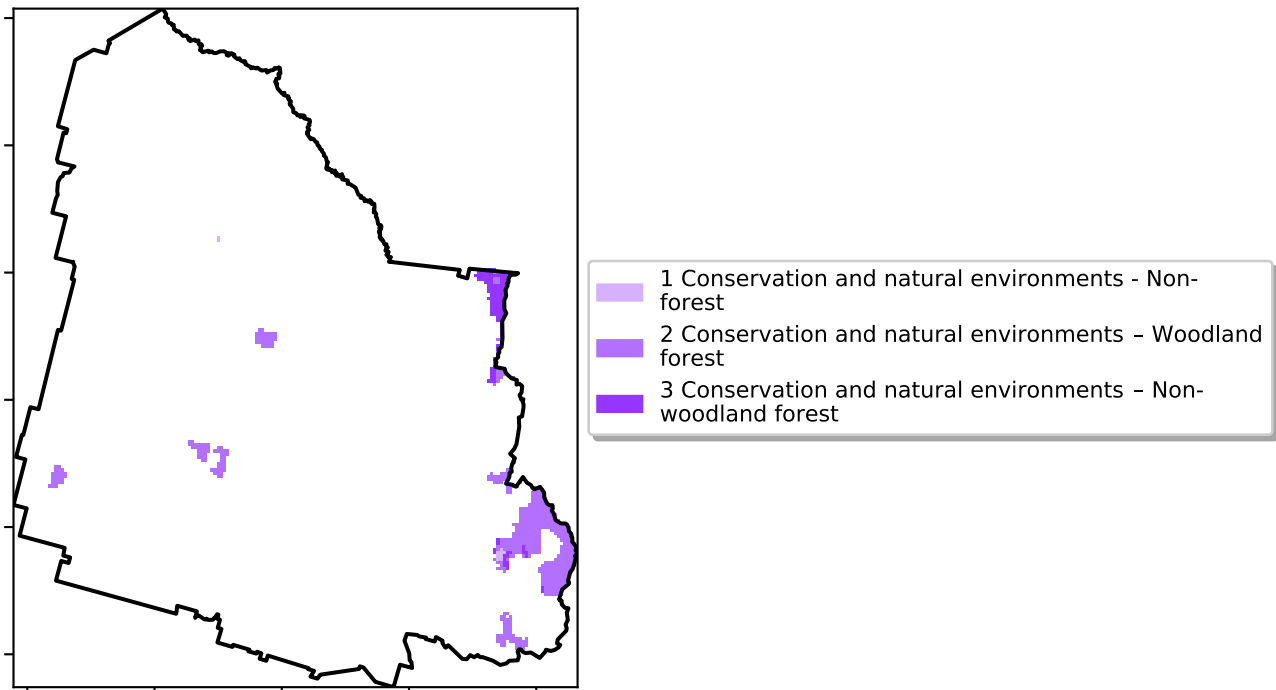 1 Conservation and natural environments - Non-
forest
2 Conservation and natural environments – Woodland
forest
3 Conservation and natural environments – Non-
woodland forest